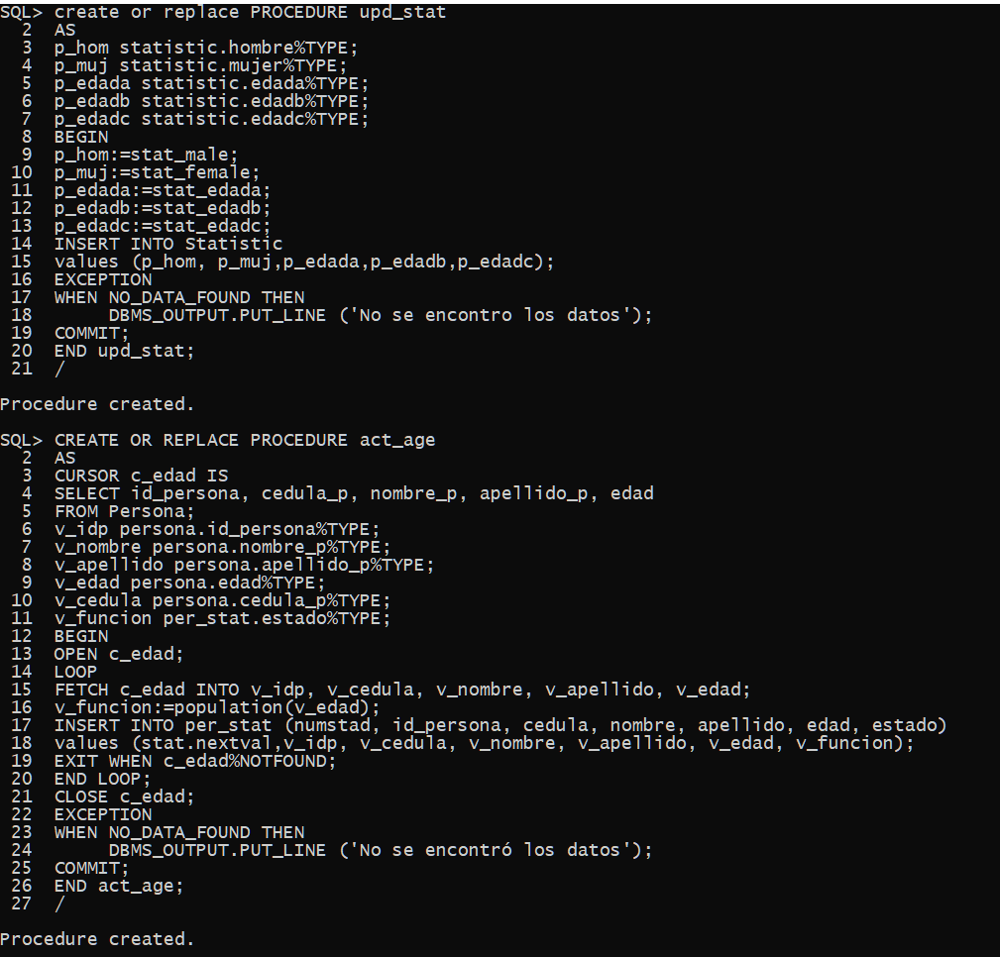 SQL> create or replace PROCEDURE upd_stat
  2  AS
  3  p_hom statistic.hombre%TYPE;
  4  p_muj statistic.mujer%TYPE;
  5  p_edada statistic.edada%TYPE;
  6  p_edadb statistic.edadb%TYPE;
  7  p_edadc statistic.edadc%TYPE;
  8  BEGIN
  9  p_hom:=stat_male;
 10  p_muj:=stat_female;
 11  p_edada:=stat_edada;
 12  p_edadb:=stat_edadb;
 13  p_edadc:=stat_edadc;
 14  INSERT INTO Statistic
 15  values (p_hom, p_muj,p_edada,p_edadb,p_edadc);
 16  EXCEPTION
 17  WHEN NO_DATA_FOUND THEN
 18       DBMS_OUTPUT.PUT_LINE ('No se encontro los datos');
 19  COMMIT;
 20  END upd_stat;
 21  /
Procedure created.
SQL> CREATE OR REPLACE PROCEDURE act_age
  2  AS
  3  CURSOR c_edad IS
  4  SELECT id_persona, cedula_p, nombre_p, apellido_p, edad
  5  FROM Persona;
  6  v_idp persona.id_persona%TYPE;
  7  v_nombre persona.nombre_p%TYPE;
  8  v_apellido persona.apellido_p%TYPE;
  9  v_edad persona.edad%TYPE;
 10  v_cedula persona.cedula_p%TYPE;
 11  v_funcion per_stat.estado%TYPE;
 12  BEGIN
 13  OPEN c_edad;
 14  LOOP
 15  FETCH c_edad INTO v_idp, v_cedula, v_nombre, v_apellido, v_edad;
 16  v_funcion:=population(v_edad);
 17  INSERT INTO per_stat (numstad, id_persona, cedula, nombre, apellido, edad, estado)
 18  values (stat.nextval,v_idp, v_cedula, v_nombre, v_apellido, v_edad, v_funcion);
 19  EXIT WHEN c_edad%NOTFOUND;
 20  END LOOP;
 21  CLOSE c_edad;
 22  EXCEPTION
 23  WHEN NO_DATA_FOUND THEN
 24       DBMS_OUTPUT.PUT_LINE ('No se encontró los datos');
 25  COMMIT;
 26  END act_age;
 27  /
Procedure created.